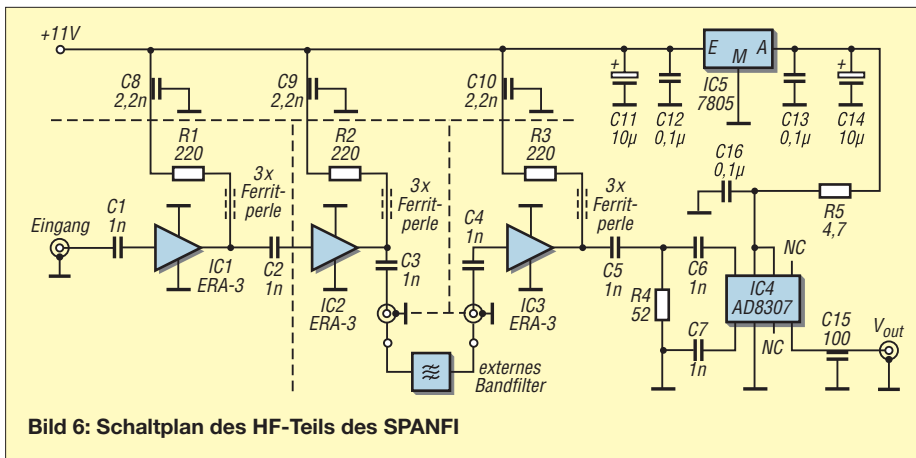 +11V
C8
2,2n
C9
2,2n
C10
2,2n
+
C11
10µ
C12
0,1µ
E M A
IC5
7805
C13
0,1µ
+
C14
10µ
R1
220
R2
220
R3
220
3x
Ferrit-
perle
3x
Ferrit-
perle
3x
Ferrit-
perle
C16
0,1µ
R5
4,7
Eingang
C1
1n
IC1
ERA-3
C2
1n
IC2
ERA-3
C3
1n
C4
1n
IC3
ERA-3
C5
1n
R4
52
C6
1n
C7
1n
NC
IC4
AD8307
NC
C15
100
Vout
externes
Bandfilter
Bild 6: Schaltplan des HF-Teils des SPANFI